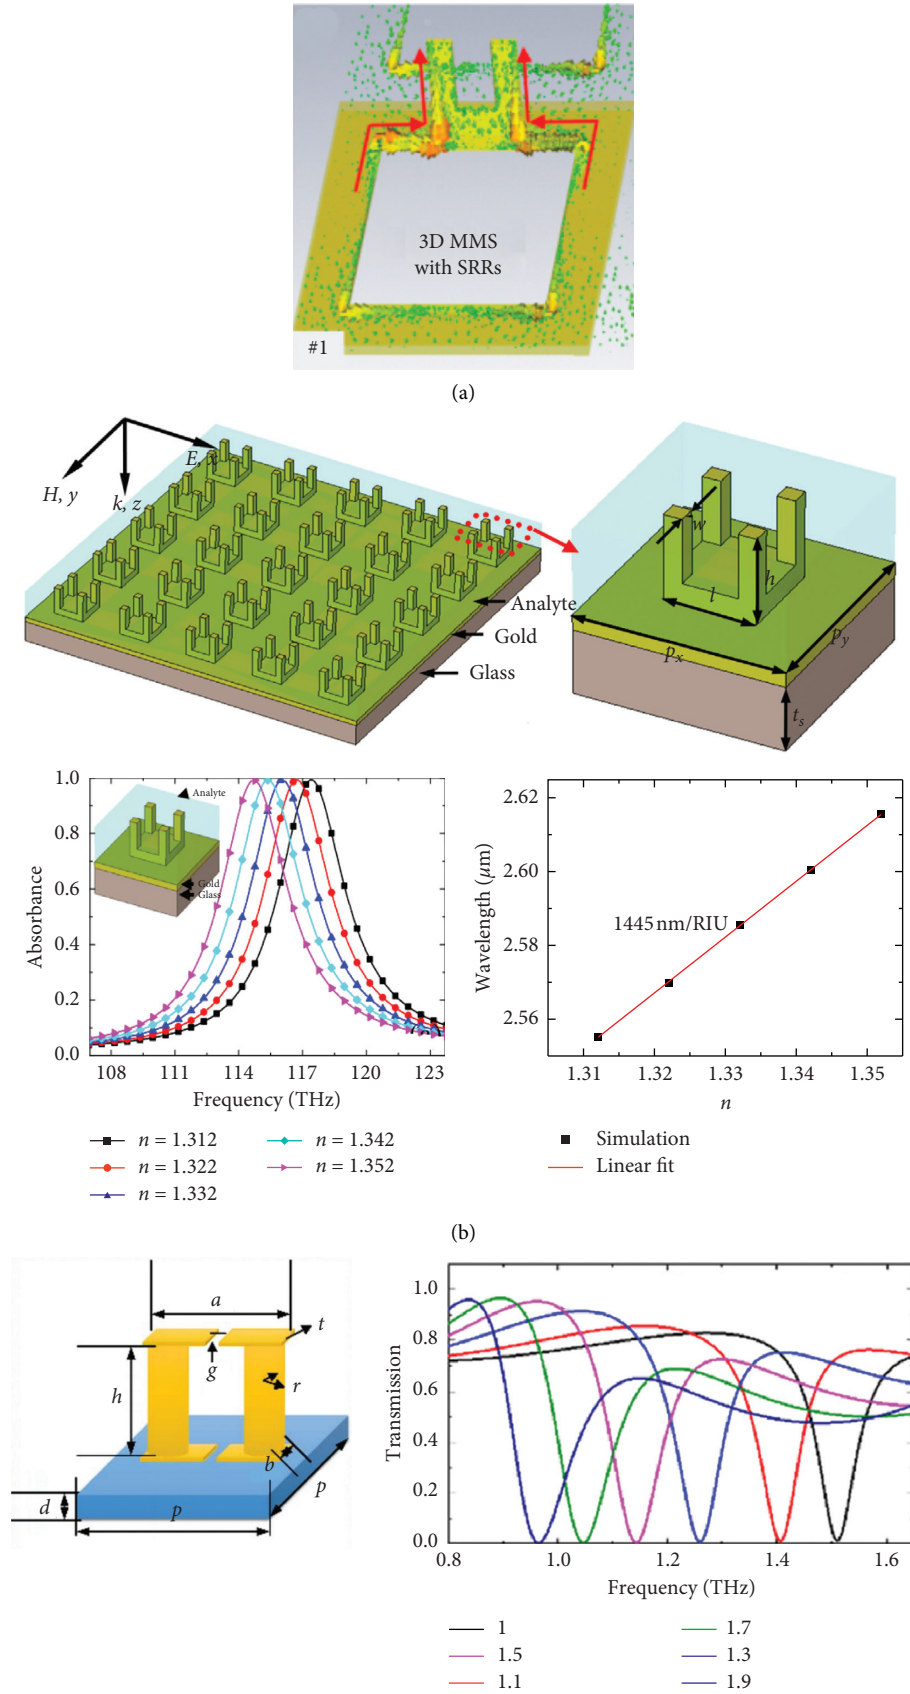 3D MMS
with SRRs
#1
(a)
E, x
H, y
k, z
Analyte
Gold
Glass
w
l
h
px
py
ts
Absorbance
1.0
0.8
0.6
0.4
0.2
0.0
Analyte
Gold
Glass
108 111 114 117 120 123
Frequency (THz)
n = 1.312
n = 1.322
n = 1.332
n = 1.342
n = 1.352
Wavelength (μm)
2.62
2.60
2.58
2.56
1445 nm/RIU
1.31 1.32 1.33 1.34 1.35
n
Simulation
Linear fit
(b)
a
t
g
h
r
b
d
p
p
Transmission
1.0
0.8
0.6
0.4
0.2
0.0
0.8 1.0 1.2 1.4 1.6
Frequency (THz)
1
1.5
1.1
1.7
1.3
1.9